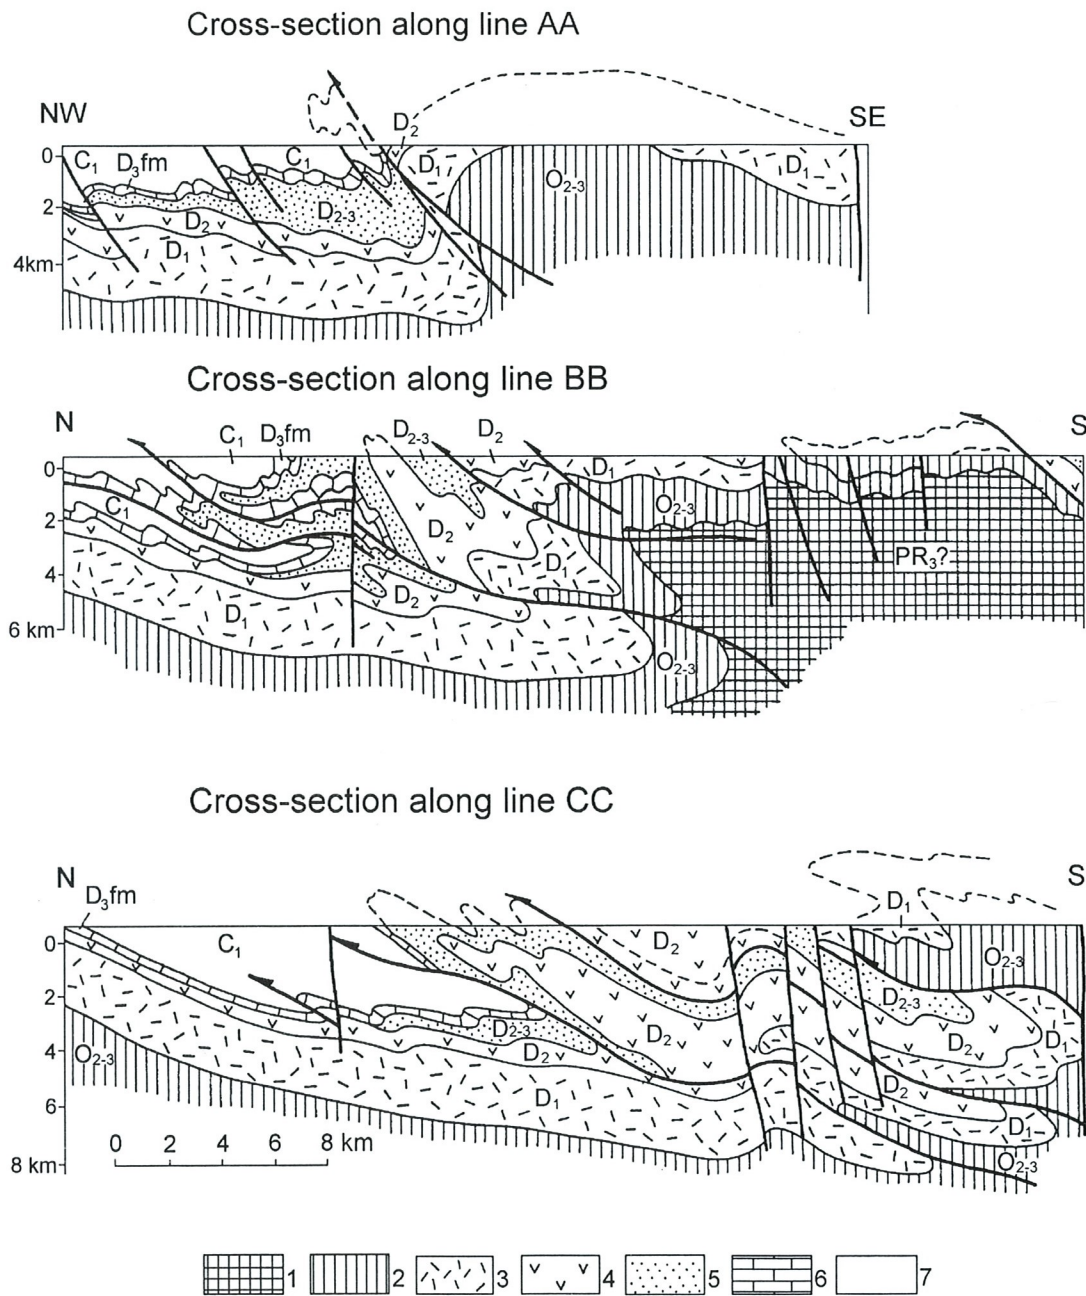 Cross-section along line AA
NW
SE
D₂
0
C₁
D₃fm
C₁
D₁
O₂₋₃
D₁
2
D₂
D₂₋₃
D₁
4km
Cross-section along line BB
N
S
C₁
D₃fm
D₂₋₃
D₂
0
D₁
C₁
O₂₋₃
2
D₂
PR₃?
4
D₂
D₁
D₁
6 km
O₂₋₃
Cross-section along line CC
N
S
D₃fm
D₁
0
C₁
D₂
O₂₋₃
2
D₂₋₃
D₂₋₃
4
O₂₋₃
D₂
D₂
D₂
D₁
D₁
D₂
6
D₁
O₂₋₃
0 2 4 6 8 km
8 km
1 2 3 4 5 6 7